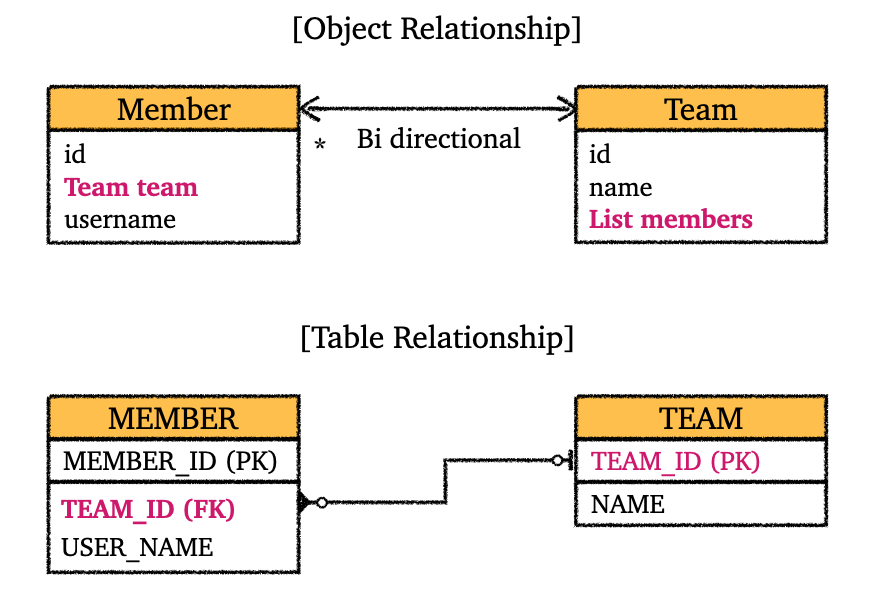 [Object Relationship]
Member
Team
* Bi directional
id
Team team
username
id
name
List members
[Table Relationship]
MEMBER
MEMBER_ID (PK)
TEAM_ID (FK)
USER_NAME
TEAM
TEAM_ID (PK)
NAME